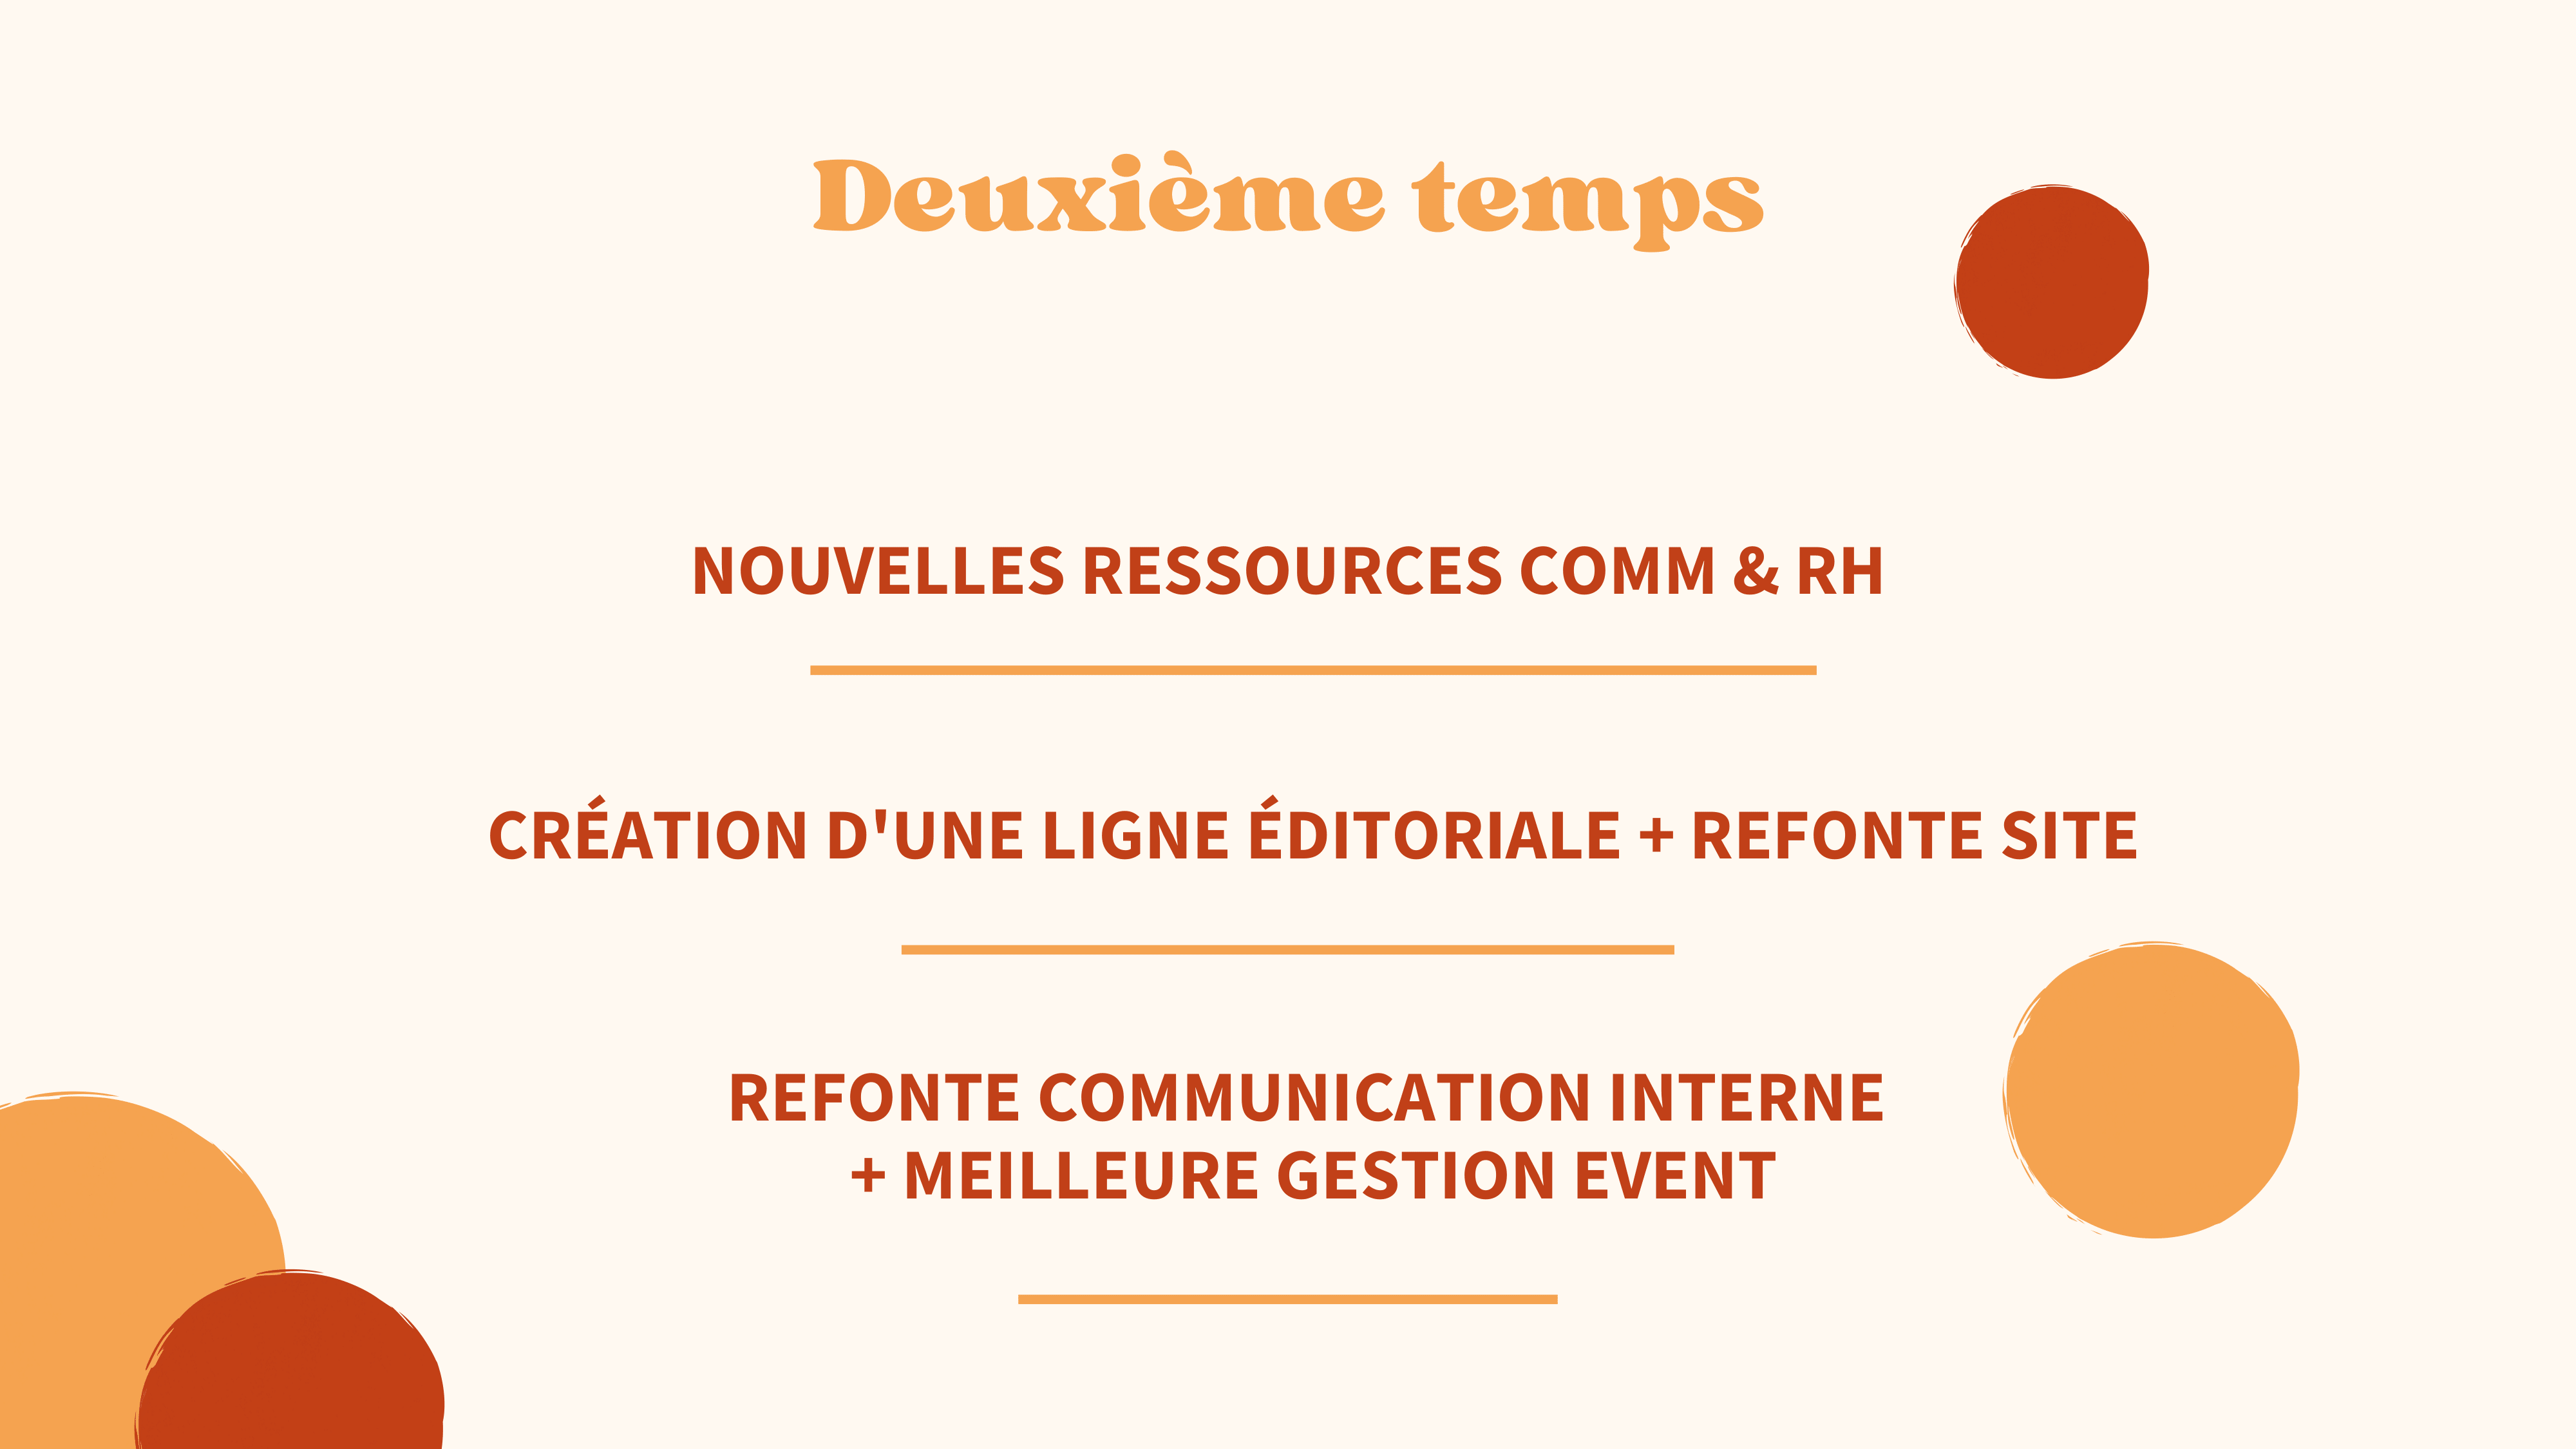 Deuxième temps
NOUVELLES RESSOURCES COMM & RH
CRÉATION D'UNE LIGNE ÉDITORIALE + REFONTE SITE
REFONTE COMMUNICATION INTERNE
+ MEILLEURE GESTION EVENT